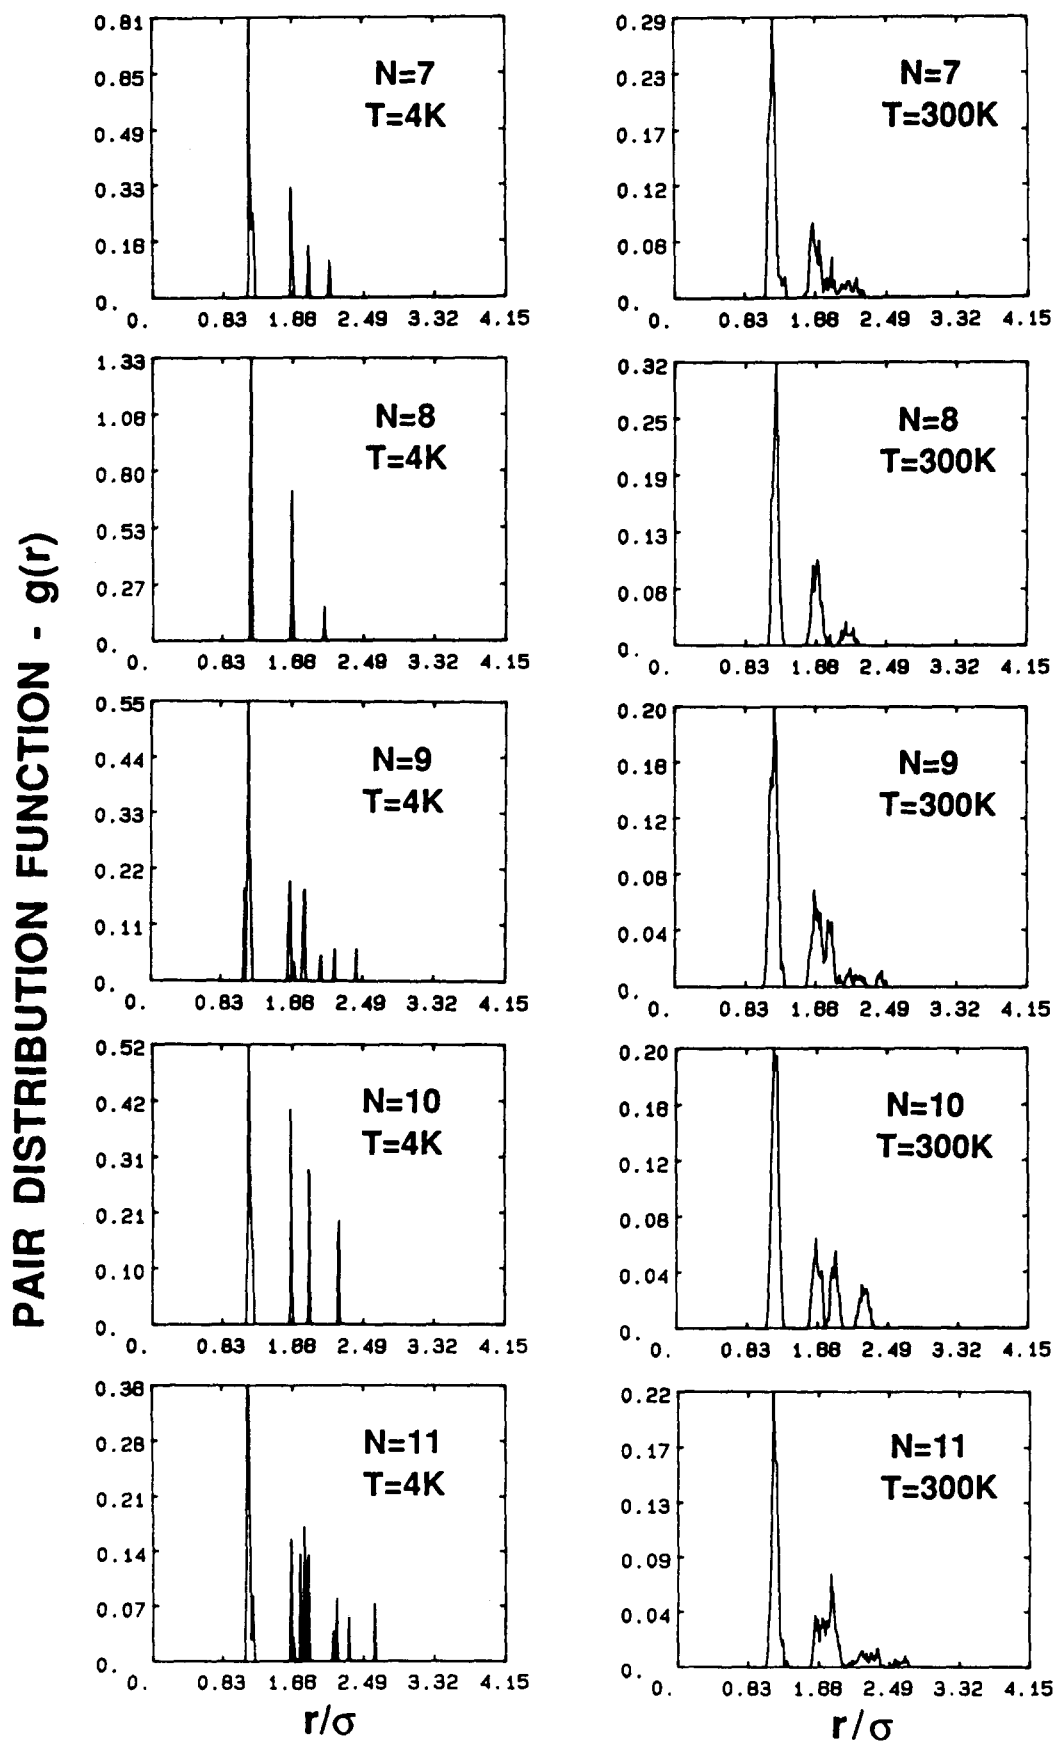 PAIR DISTRIBUTION FUNCTION - g(r)
0.81
0.65
0.49
0.33
0.16
0.
N=7
T=4K
0. 0.83 1.66 2.49 3.32 4.15
0.29
0.23
0.17
0.12
0.06
0.
N=7
T=300K
0. 0.83 1.66 2.49 3.32 4.15
1.33
1.06
0.80
0.53
0.27
0.
N=8
T=4K
0. 0.83 1.66 2.49 3.32 4.15
0.32
0.25
0.19
0.13
0.06
0.
N=8
T=300K
0. 0.83 1.66 2.49 3.32 4.15
0.55
0.44
0.33
0.22
0.11
0.
N=9
T=4K
0. 0.83 1.66 2.49 3.32 4.15
0.20
0.16
0.12
0.08
0.04
0.
N=9
T=300K
0. 0.83 1.66 2.49 3.32 4.15
0.52
0.42
0.31
0.21
0.10
0.
N=10
T=4K
0. 0.83 1.66 2.49 3.32 4.15
0.20
0.16
0.12
0.08
0.04
0.
N=10
T=300K
0. 0.83 1.66 2.49 3.32 4.15
0.36
0.28
0.21
0.14
0.07
0.
N=11
T=4K
0. 0.83 1.66 2.49 3.32 4.15
r/σ
0.22
0.17
0.13
0.09
0.04
0.
N=11
T=300K
0. 0.83 1.66 2.49 3.32 4.15
r/σ